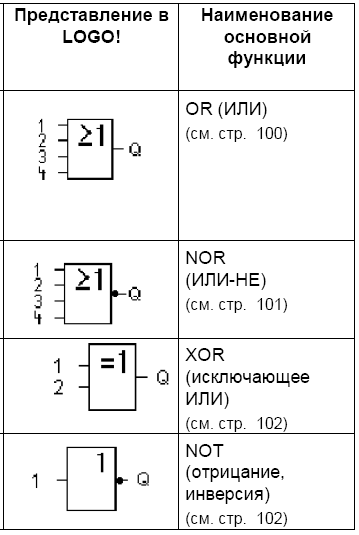 Представление в
LOGO!
Наименование
основной
функции
1
2
3
4
≥1
Q
OR (ИЛИ)
(см. стр. 100)
1
2
3
4
≥1
Q
NOR
(ИЛИ-НЕ)
(см. стр. 101)
1
2
=1
Q
XOR
(исключающее
ИЛИ)
(см. стр. 102)
1
1
Q
NOT
(отрицание,
инверсия)
(см. стр. 102)